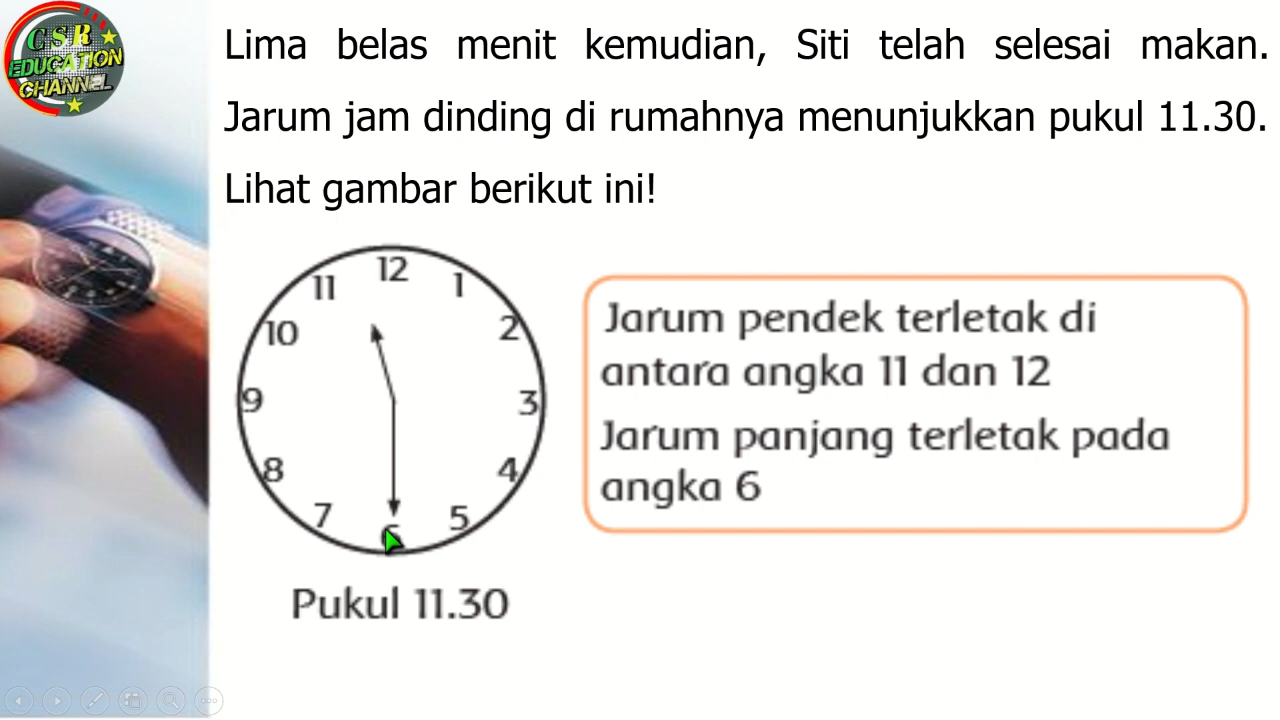 CSR
EDUCATION
CHANNEL
Lima belas menit kemudian, Siti telah selesai makan.
Jarum jam dinding di rumahnya menunjukkan pukul 11.30.
Lihat gambar berikut ini!
12
11
1
10
2
9
3
8
4
7
5
6
Jarum pendek terletak di
antara angka 11 dan 12
Jarum panjang terletak pada
angka 6
Pukul 11.30